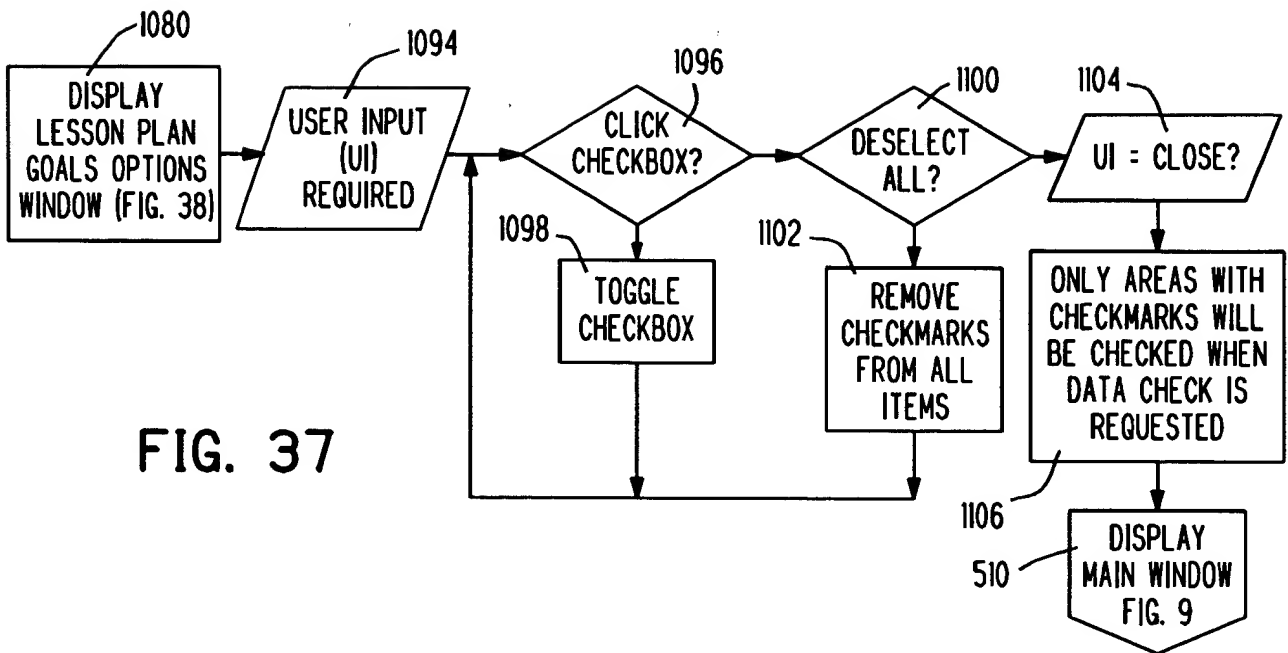 1080
DISPLAY
LESSON PLAN
GOALS OPTIONS
WINDOW (FIG. 38)
1094
USER INPUT
(UI)
REQUIRED
1096
CLICK
CHECKBOX?
1098
TOGGLE
CHECKBOX
1100
DESELECT
ALL?
1102
REMOVE
CHECKMARKS
FROM ALL
ITEMS
1104
UI = CLOSE?
ONLY AREAS WITH
CHECKMARKS WILL
BE CHECKED WHEN
DATA CHECK IS
REQUESTED
1106
510
DISPLAY
MAIN WINDOW
FIG. 9
FIG. 37